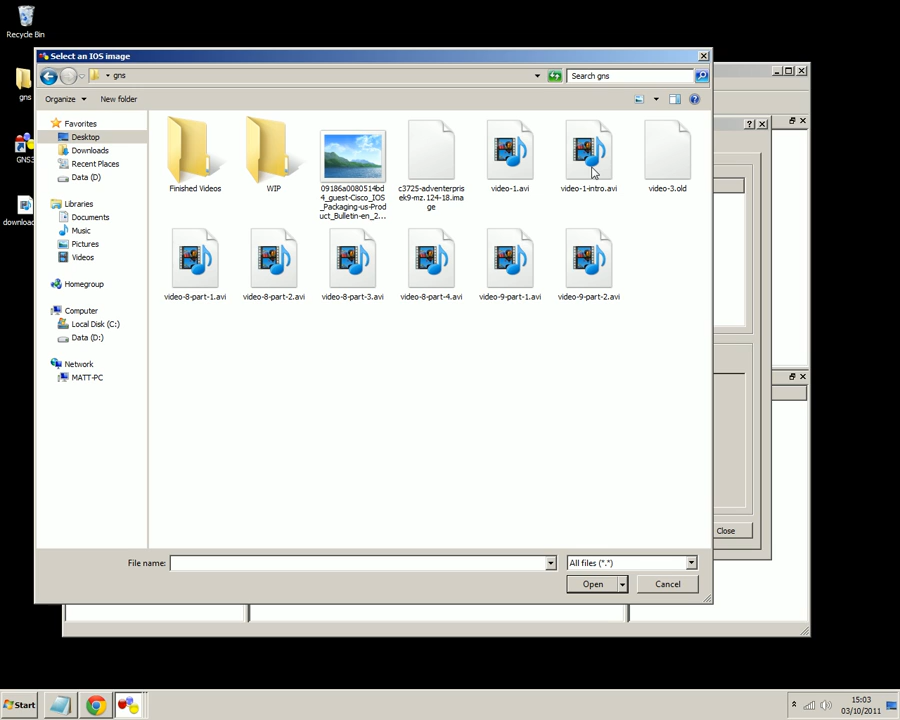 Recycle Bin
gns
GNS3
download
Select an IOS image
gns
Search gns
Organize
New folder
Favorites
Desktop
Downloads
Recent Places
Data (D)
Libraries
Documents
Music
Pictures
Videos
Homegroup
Computer
Local Disk (C:)
Data (D:)
Network
MATT-PC
Finished Videos
WIP
09186a0080514bd
4_guest-Cisco_IOS
_Packaging-us-Prod
uct_Bulletin-en_2...
c3725-adventerpris
ek9-mz.124-18.ima
ge
video-1.avi
video-1-intro.avi
video-3.old
video-8-part-1.avi
video-8-part-2.avi
video-8-part-3.avi
video-8-part-4.avi
video-9-part-1.avi
video-9-part-2.avi
Close
File name:
All files (*.*)
Open
Cancel
Start
15:03
03/10/2011